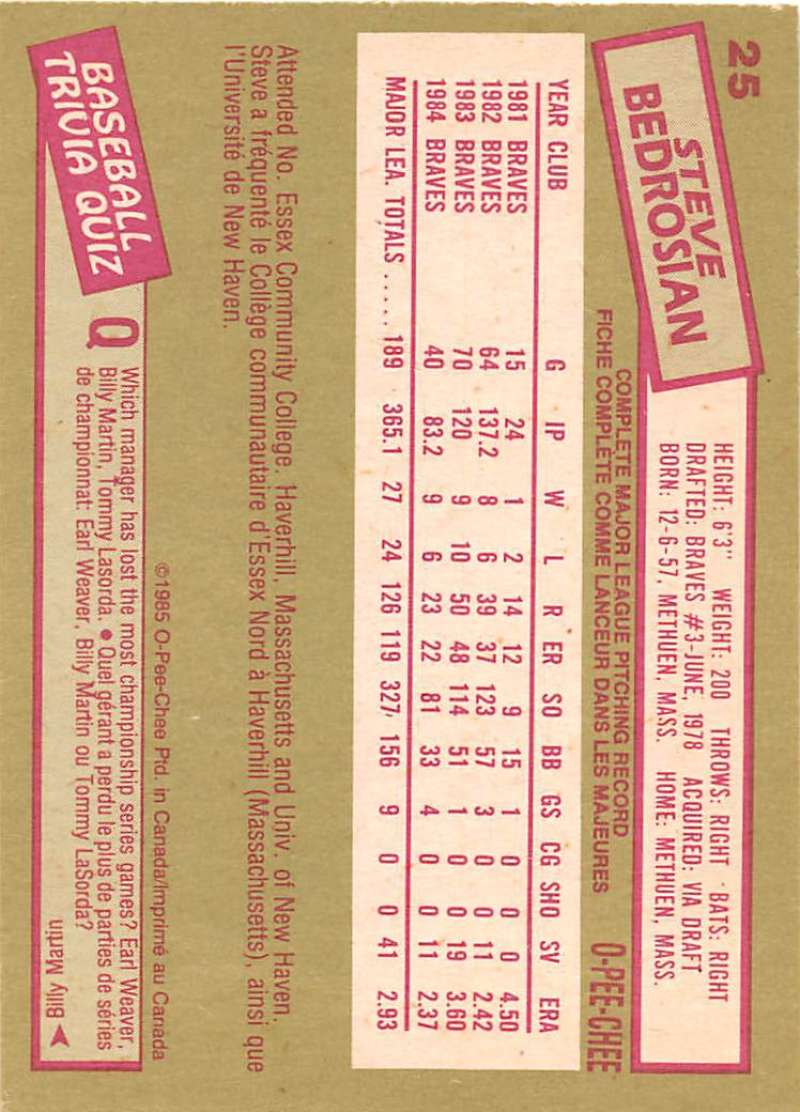 25
STEVE
BEDROSIAN
HEIGHT: 6'3" WEIGHT: 200 THROWS: RIGHT · BATS: RIGHT
DRAFTED: BRAVES #3-JUNE, 1978 ACQUIRED: VIA DRAFT
BORN: 12-6-57, METHUEN, MASS. HOME: METHUEN, MASS.
COMPLETE MAJOR LEAGUE PITCHING RECORD
FICHE COMPLÈTE COMME LANCEUR DANS LES MAJEURES
O-PEE-CHEE
YEAR CLUB G IP W L R ER SO BB GS CG SHO SV ERA
1981 BRAVES 15 24 1 2 14 12 9 15 1 0 0 0 4.50
1982 BRAVES 64 137.2 8 6 39 37 123 57 3 0 0 11 2.42
1983 BRAVES 70 120 9 10 50 48 114 51 1 0 0 19 3.60
1984 BRAVES 40 83.2 9 6 23 22 81 33 4 0 0 11 2.37
MAJOR LEA. TOTALS ..... 189 365.1 27 24 126 119 327 156 9 0 0 41 2.93
Attended No. Essex Community College, Haverhill, Massachusetts and Univ. of New Haven.
Steve a fréquenté le Collège communautaire d'Essex Nord à Haverhill (Massachusetts), ainsi que
l'Université de New Haven.
©1985 O-Pee-Chee Ptd. in Canada/Imprimé au Canada
BASEBALL
TRIVIA QUIZ
Q
Which manager has lost the most championship series games? Earl Weaver,
Billy Martin, Tommy Lasorda. ● Quel gérant a perdu le plus de parties de séries
de championnat: Earl Weaver, Billy Martin ou Tommy LaSorda?
Billy Martin